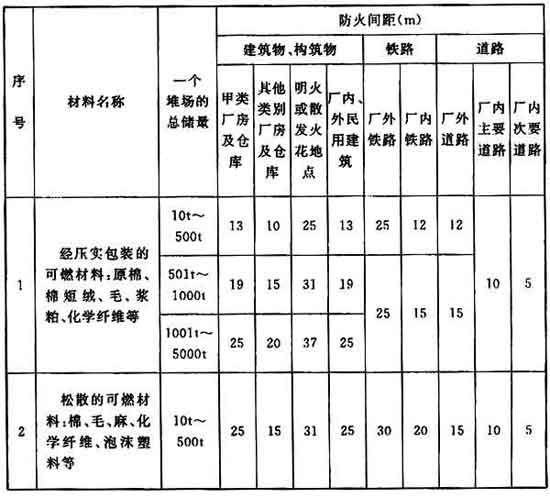 防火间距(m)
建筑物、构筑物 铁路 道路
序号
材料名称
一个
堆场的
总储量
甲类
厂房
及仓
库
其他
类别
厂房
及仓
库
明火
或散
发火
花地
点
厂内、
外民
用建
筑
厂外
铁路
厂内
铁路
厂外
道路
厂内
主要
道路
厂内
次要
道路
1
经压实包装的
可燃材料:原棉、
棉短绒、毛、浆
粕、化学纤维等
10t～
500t
13 10 25 13 25 12 12
501t～
1000t
19 15 31 19
1001t～
5000t
25 20 37 25
25 15 15
10 5
2
松散的可燃材
料:棉、毛、麻、化
学纤维、泡沫塑
料等
10t～
500t
25 15 31 25 30 20 15 10 5